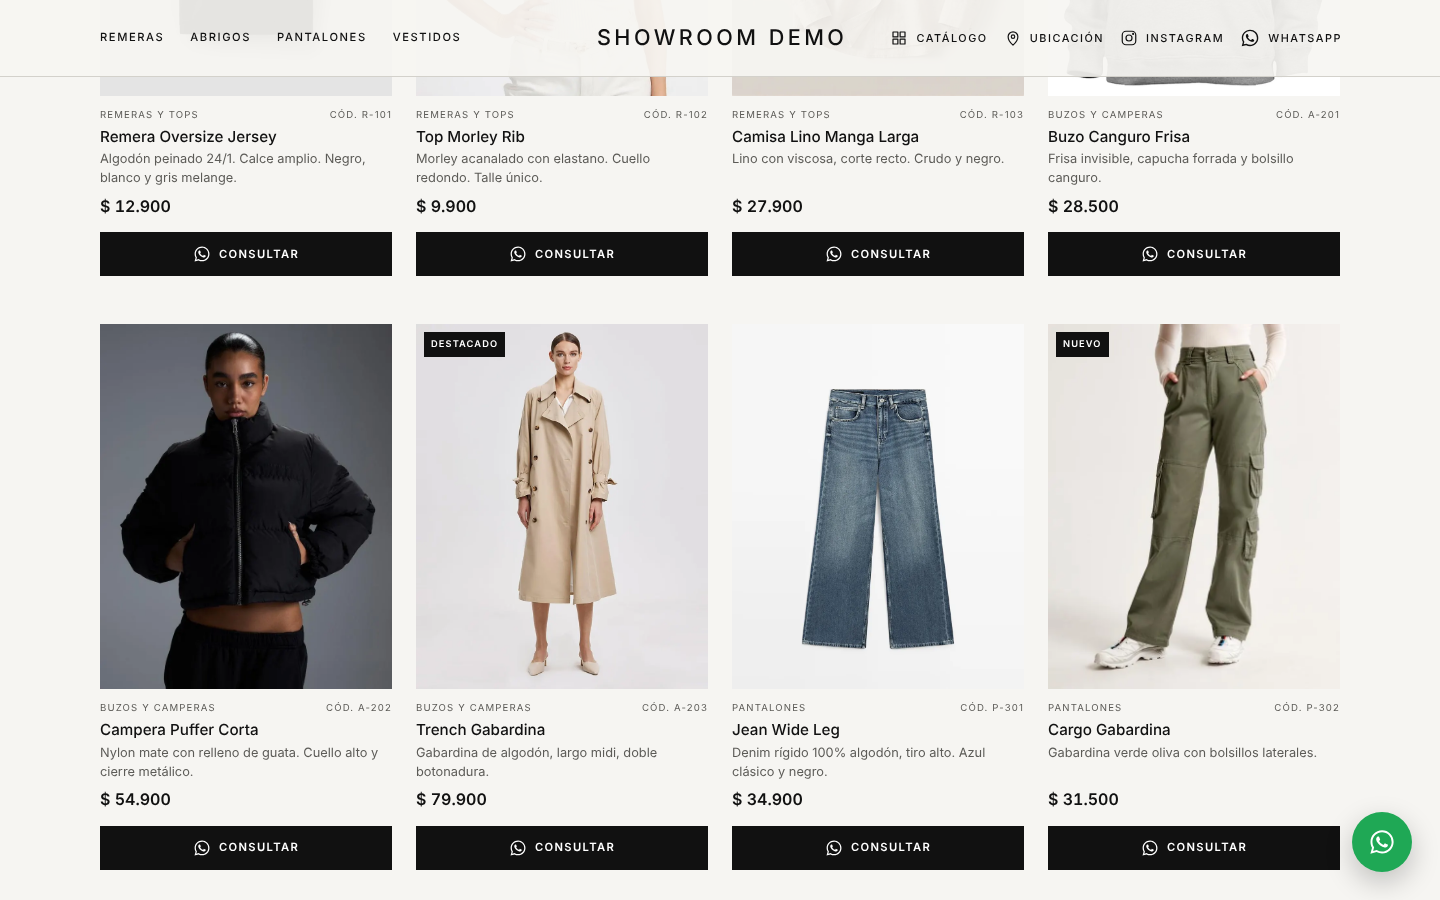 REMERAS ABRIGOS PANTALONES VESTIDOS SHOWROOM DEMO CATÁLOGO UBICACIÓN INSTAGRAM WHATSAPP
REMERAS Y TOPS CÓD. R-101
Remera Oversize Jersey
Algodón peinado 24/1. Calce amplio. Negro,
blanco y gris melange.
$ 12.900
CONSULTAR
REMERAS Y TOPS CÓD. R-102
Top Morley Rib
Morley acanalado con elastano. Cuello
redondo. Talle único.
$ 9.900
CONSULTAR
REMERAS Y TOPS CÓD. R-103
Camisa Lino Manga Larga
Lino con viscosa, corte recto. Crudo y negro.
$ 27.900
CONSULTAR
BUZOS Y CAMPERAS CÓD. A-201
Buzo Canguro Frisa
Frisa invisible, capucha forrada y bolsillo
canguro.
$ 28.500
CONSULTAR
BUZOS Y CAMPERAS CÓD. A-202
Campera Puffer Corta
Nylon mate con relleno de guata. Cuello alto y
cierre metálico.
$ 54.900
CONSULTAR
DESTACADO
BUZOS Y CAMPERAS CÓD. A-203
Trench Gabardina
Gabardina de algodón, largo midi, doble
botonadura.
$ 79.900
CONSULTAR
PANTALONES CÓD. P-301
Jean Wide Leg
Denim rígido 100% algodón, tiro alto. Azul
clásico y negro.
$ 34.900
CONSULTAR
NUEVO
PANTALONES CÓD. P-302
Cargo Gabardina
Gabardina verde oliva con bolsillos laterales.
$ 31.500
CONSULTAR